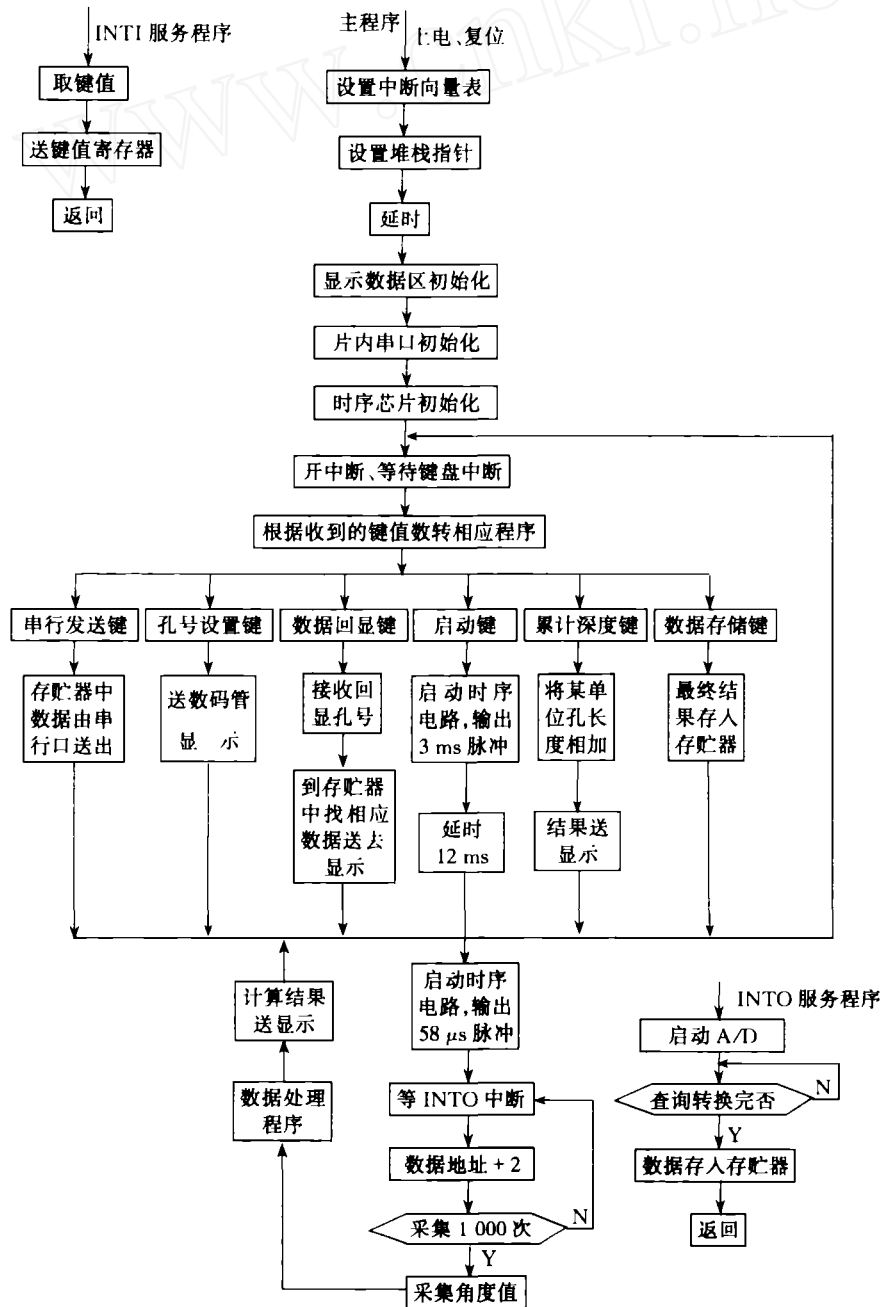 INTI 服务程序
取键值
送键值寄存器
返回
主程序
上电、复位
设置中断向量表
设置堆栈指针
延时
显示数据区初始化
片内串口初始化
时序芯片初始化
开中断、等待键盘中断
根据收到的键值数转相应程序
串行发送键
存贮器中
数据由串
行口送出
孔号设置键
送数码管
显 示
数据回显键
接收回
显孔号
到存贮器
中找相应
数据送去
显示
启动键
启动时序
电路,输出
3 ms 脉冲
延时
12 ms
累计深度键
将某单
位孔长
度相加
结果送
显示
数据存储键
最终结
果存入
存贮器
启动时序
电路,输出
58 μs 脉冲
等 INTO 中断
数据地址 + 2
采集 1 000 次
N
Y
采集角度值
数据处理
程序
计算结果
送显示
INTO 服务程序
启动 A/D
查询转换完否
N
Y
数据存入存贮器
返回
www.cnki.ne